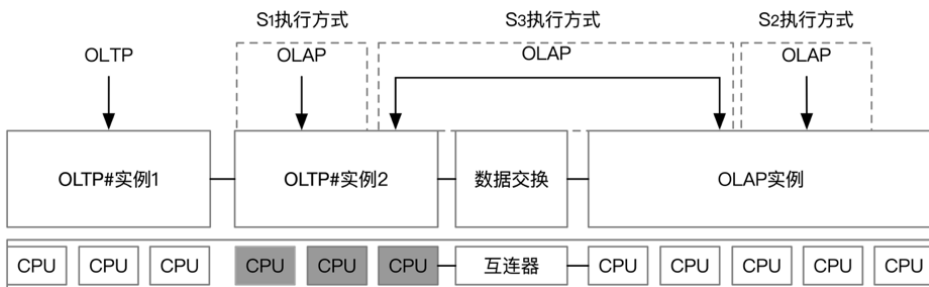 S1执行方式 S3执行方式 S2执行方式
OLTP OLAP OLAP OLAP
OLTP#实例1 OLTP#实例2 数据交换 OLAP实例
CPU CPU CPU CPU CPU CPU 互连器 CPU CPU CPU CPU CPU